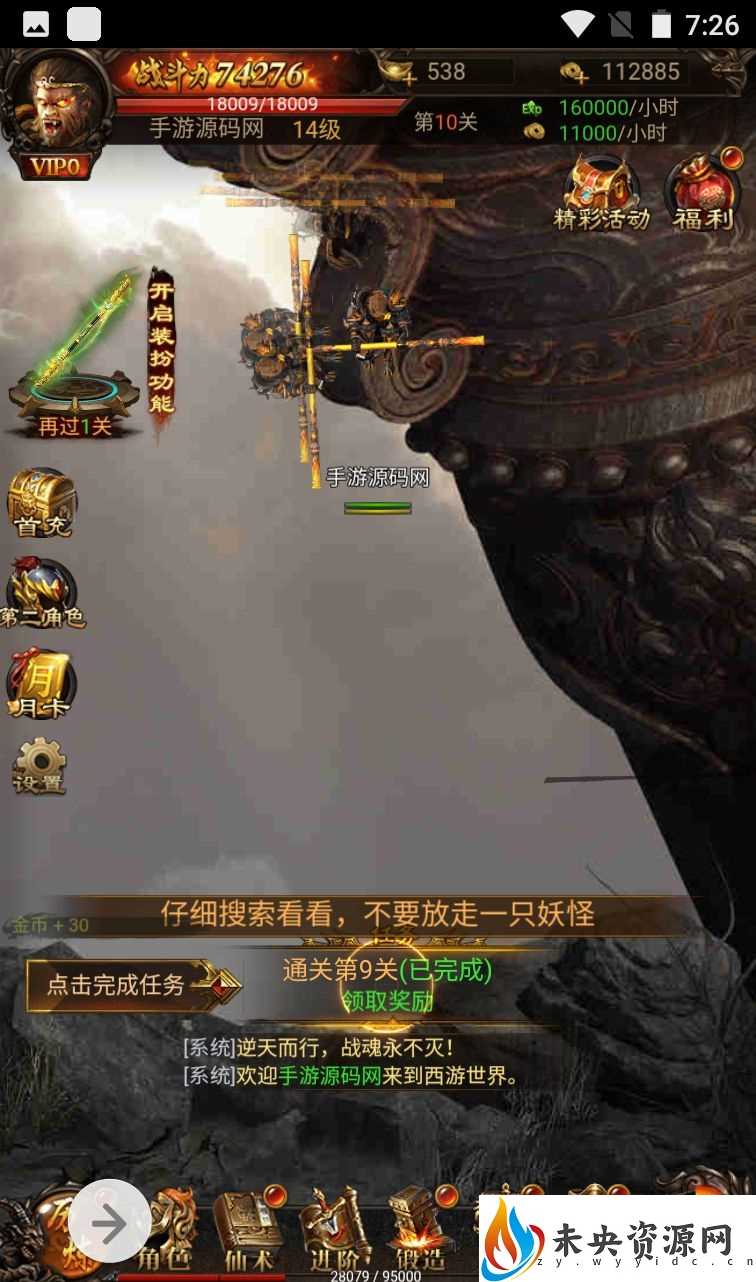 7:26
战斗力74276
538
112885
18009/18009
手游源码网 14级
第10关
Exp 160000/小时
11000/小时
VIP0
精彩活动
福利
开启装扮功能
再过1关
手游源码网
首充
第二角色
月卡
设置
金币+30
仔细搜索看看，不要放走一只妖怪
任务
点击完成任务
通关第9关(已完成)
领取奖励
[系统]逆天而行，战魂永不灭！
[系统]欢迎手游源码网来到西游世界。
角色
仙术
进阶
锻造
28079/95000
未央资源网
zy.wyyidc.cn